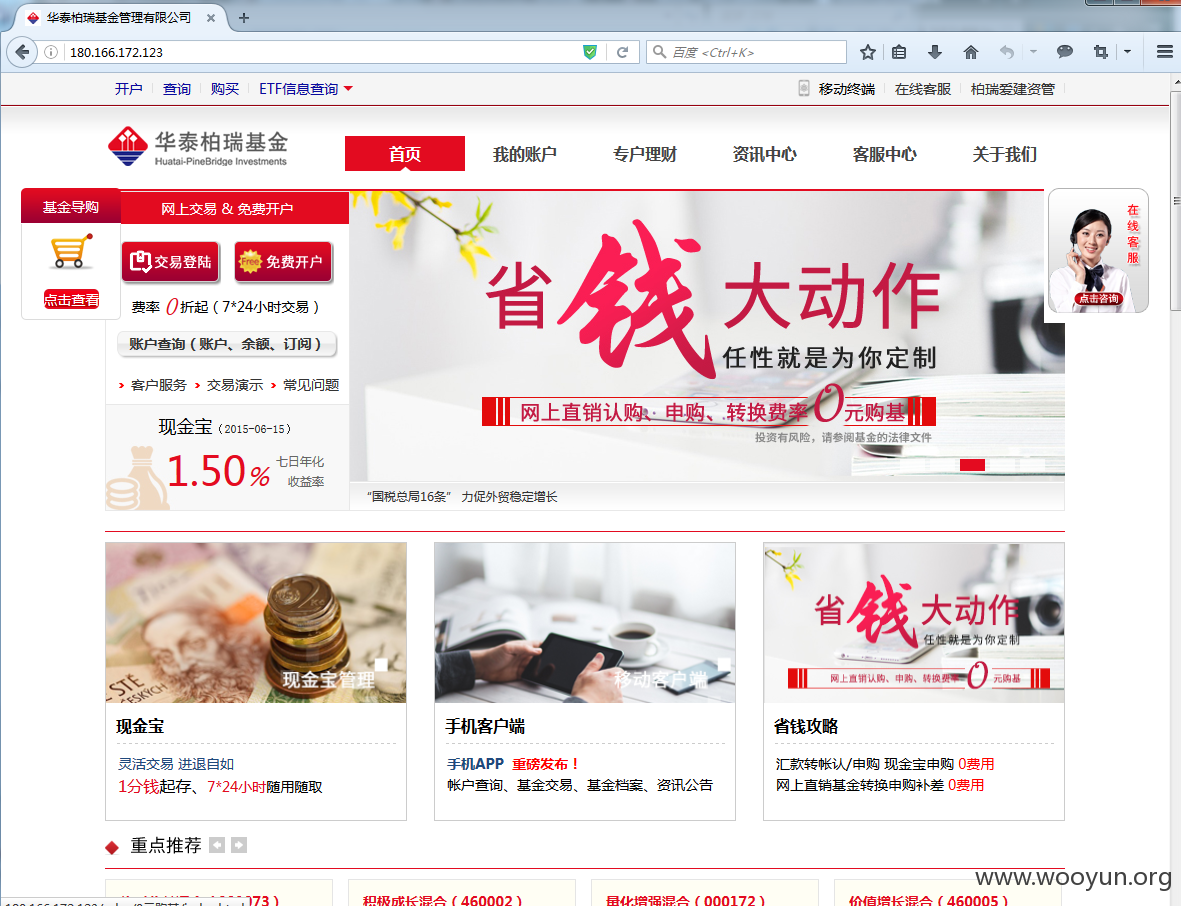 华泰柏瑞基金管理有限公司
180.166.172.123
百度 <Ctrl+K>
开户 查询 购买 ETF信息查询
移动终端 在线客服 柏瑞爱建资管
华泰柏瑞基金
Huatai-PineBridge Investments
首页 我的账户 专户理财 资讯中心 客服中心 关于我们
基金导购
点击查看
网上交易 & 免费开户
交易登陆
Free 免费开户
费率 0 折起 ( 7*24小时交易 )
账户查询 ( 账户、余额、订阅 )
客户服务 交易演示 常见问题
现金宝 (2015-06-15)
1.50% 七日年化
收益率
省钱大动作
任性就是为你定制
网上直销认购、申购、转换费率0元购基
投资有风险，请参阅基金的法律文件
“国税总局16条” 力促外贸稳定增长
在线客服
点击咨询
现金宝管理
现金宝
灵活交易 进退自如
1分钱起存、7*24小时随用随取
移动客户端
手机客户端
手机APP 重磅发布！
帐户查询、基金交易、基金档案、资讯公告
省钱大动作
任性就是为你定制
网上直销认购、申购、转换费率0元购基
省钱攻略
汇款转帐认/申购 现金宝申购 0费用
网上直销基金转换申购补差 0费用
重点推荐
积极成长混合 ( 460002 )
量化增强混合 ( 000172 )
价值增长混合 ( 460005 )
www.wooyun.org